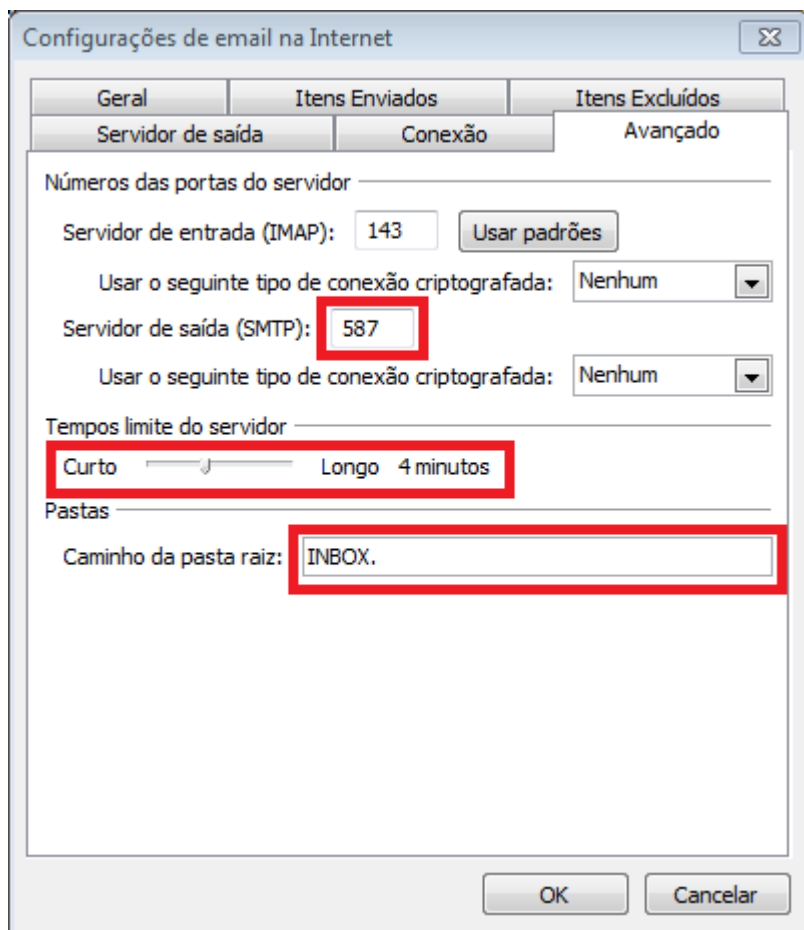 Configurações de email na Internet
Geral Itens Enviados Itens Excluídos
Servidor de saída Conexão Avançado
Números das portas do servidor
Servidor de entrada (IMAP): 143 Usar padrões
Usar o seguinte tipo de conexão criptografada: Nenhum
Servidor de saída (SMTP): 587
Usar o seguinte tipo de conexão criptografada: Nenhum
Tempos limite do servidor
Curto Longo 4 minutos
Pastas
Caminho da pasta raiz: INBOX.
OK Cancelar